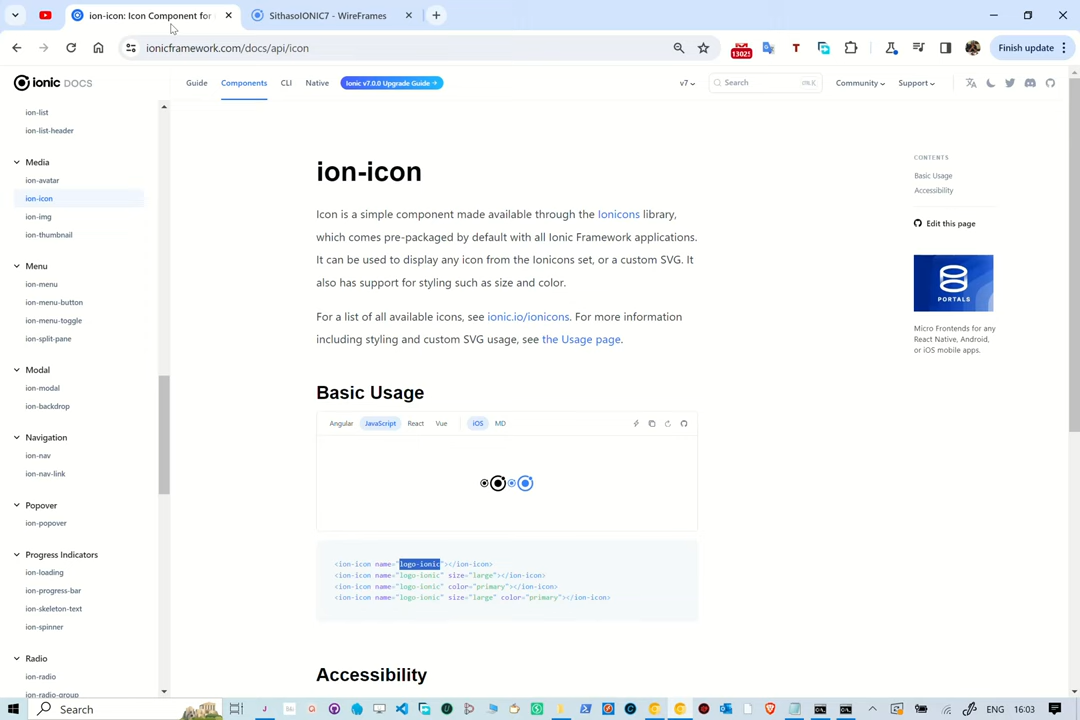 ion-icon: Icon Component for
SithasoIONIC7 - WireFrames
ionicframework.com/docs/api/icon
13025
T
Finish update
ionic DOCS
Guide
Components
CLI
Native
Ionic v7.0.0 Upgrade Guide
v7
Search
Community
Support
ion-list
ion-list-header
Media
ion-avatar
ion-icon
ion-img
ion-thumbnail
Menu
ion-menu
ion-menu-button
ion-menu-toggle
ion-split-pane
Modal
ion-modal
ion-backdrop
Navigation
ion-nav
ion-nav-link
Popover
ion-popover
Progress Indicators
ion-loading
ion-progress-bar
ion-skeleton-text
ion-spinner
Radio
ion-radio
ion-radio-group
ion-icon
Icon is a simple component made available through the Ionicons library,
which comes pre-packaged by default with all Ionic Framework applications.
It can be used to display any icon from the Ionicons set, or a custom SVG. It
also has support for styling such as size and color.
For a list of all available icons, see ionic.io/ionicons. For more information
including styling and custom SVG usage, see the Usage page.
Basic Usage
Angular
JavaScript
React
Vue
iOS
MD
<ion-icon name="logo-ionic"></ion-icon>
<ion-icon name="logo-ionic" size="large"></ion-icon>
<ion-icon name="logo-ionic" color="primary"></ion-icon>
<ion-icon name="logo-ionic" size="large" color="primary"></ion-icon>
Accessibility
CONTENTS
Basic Usage
Accessibility
Edit this page
PORTALS
Micro Frontends for any
React Native, Android,
or iOS mobile apps.
Search
ENG
16:03